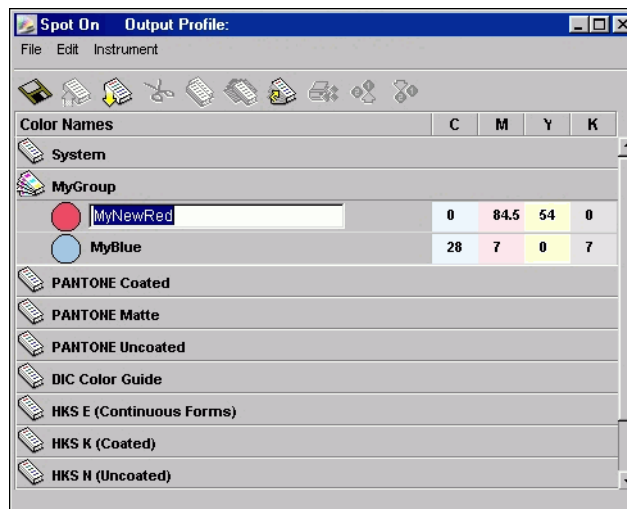 Spot On Output Profile:
File Edit Instrument
Color Names C M Y K
System
MyGroup
MyNewRed 0 84.5 54 0
MyBlue 28 7 0 7
PANTONE Coated
PANTONE Matte
PANTONE Uncoated
DIC Color Guide
HKS E (Continuous Forms)
HKS K (Coated)
HKS N (Uncoated)